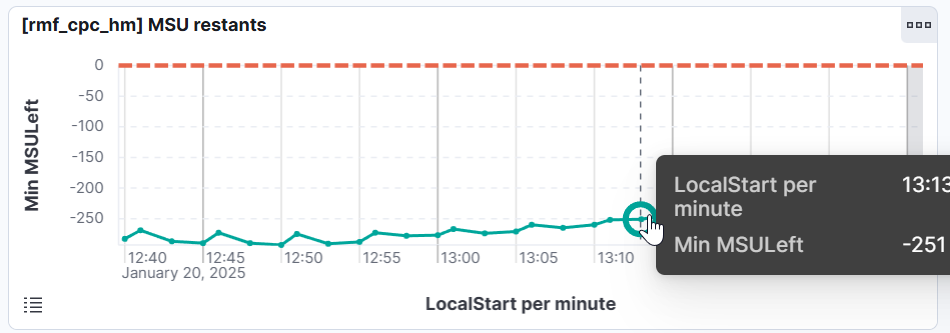 [rmf_cpc_hm] MSU restants
Min MSULeft
0
-50
-100
-150
-200
-250
12:40
12:45
12:50
12:55
13:00
13:05
13:10
January 20, 2025
LocalStart per minute
LocalStart per
minute
13:13
Min MSULeft
-251